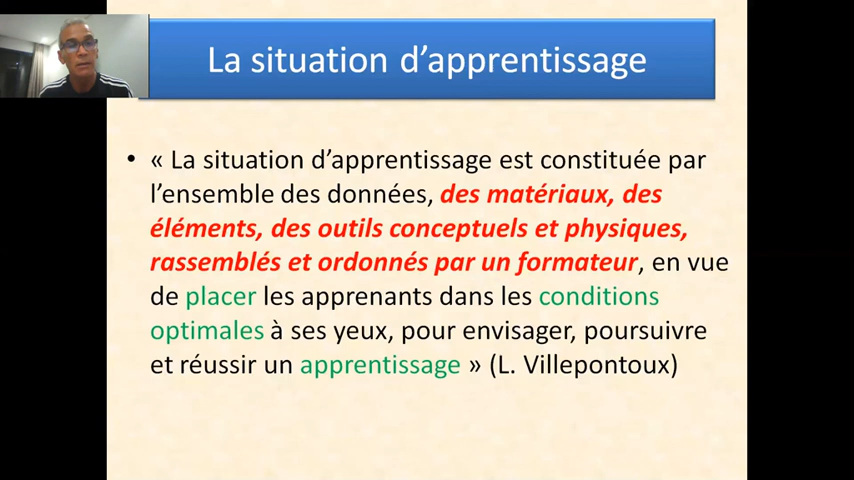 La situation d’apprentissage
• « La situation d’apprentissage est constituée par
l’ensemble des données, des matériaux, des
éléments, des outils conceptuels et physiques,
rassemblés et ordonnés par un formateur, en vue
de placer les apprenants dans les conditions
optimales à ses yeux, pour envisager, poursuivre
et réussir un apprentissage » (L. Villepontoux)